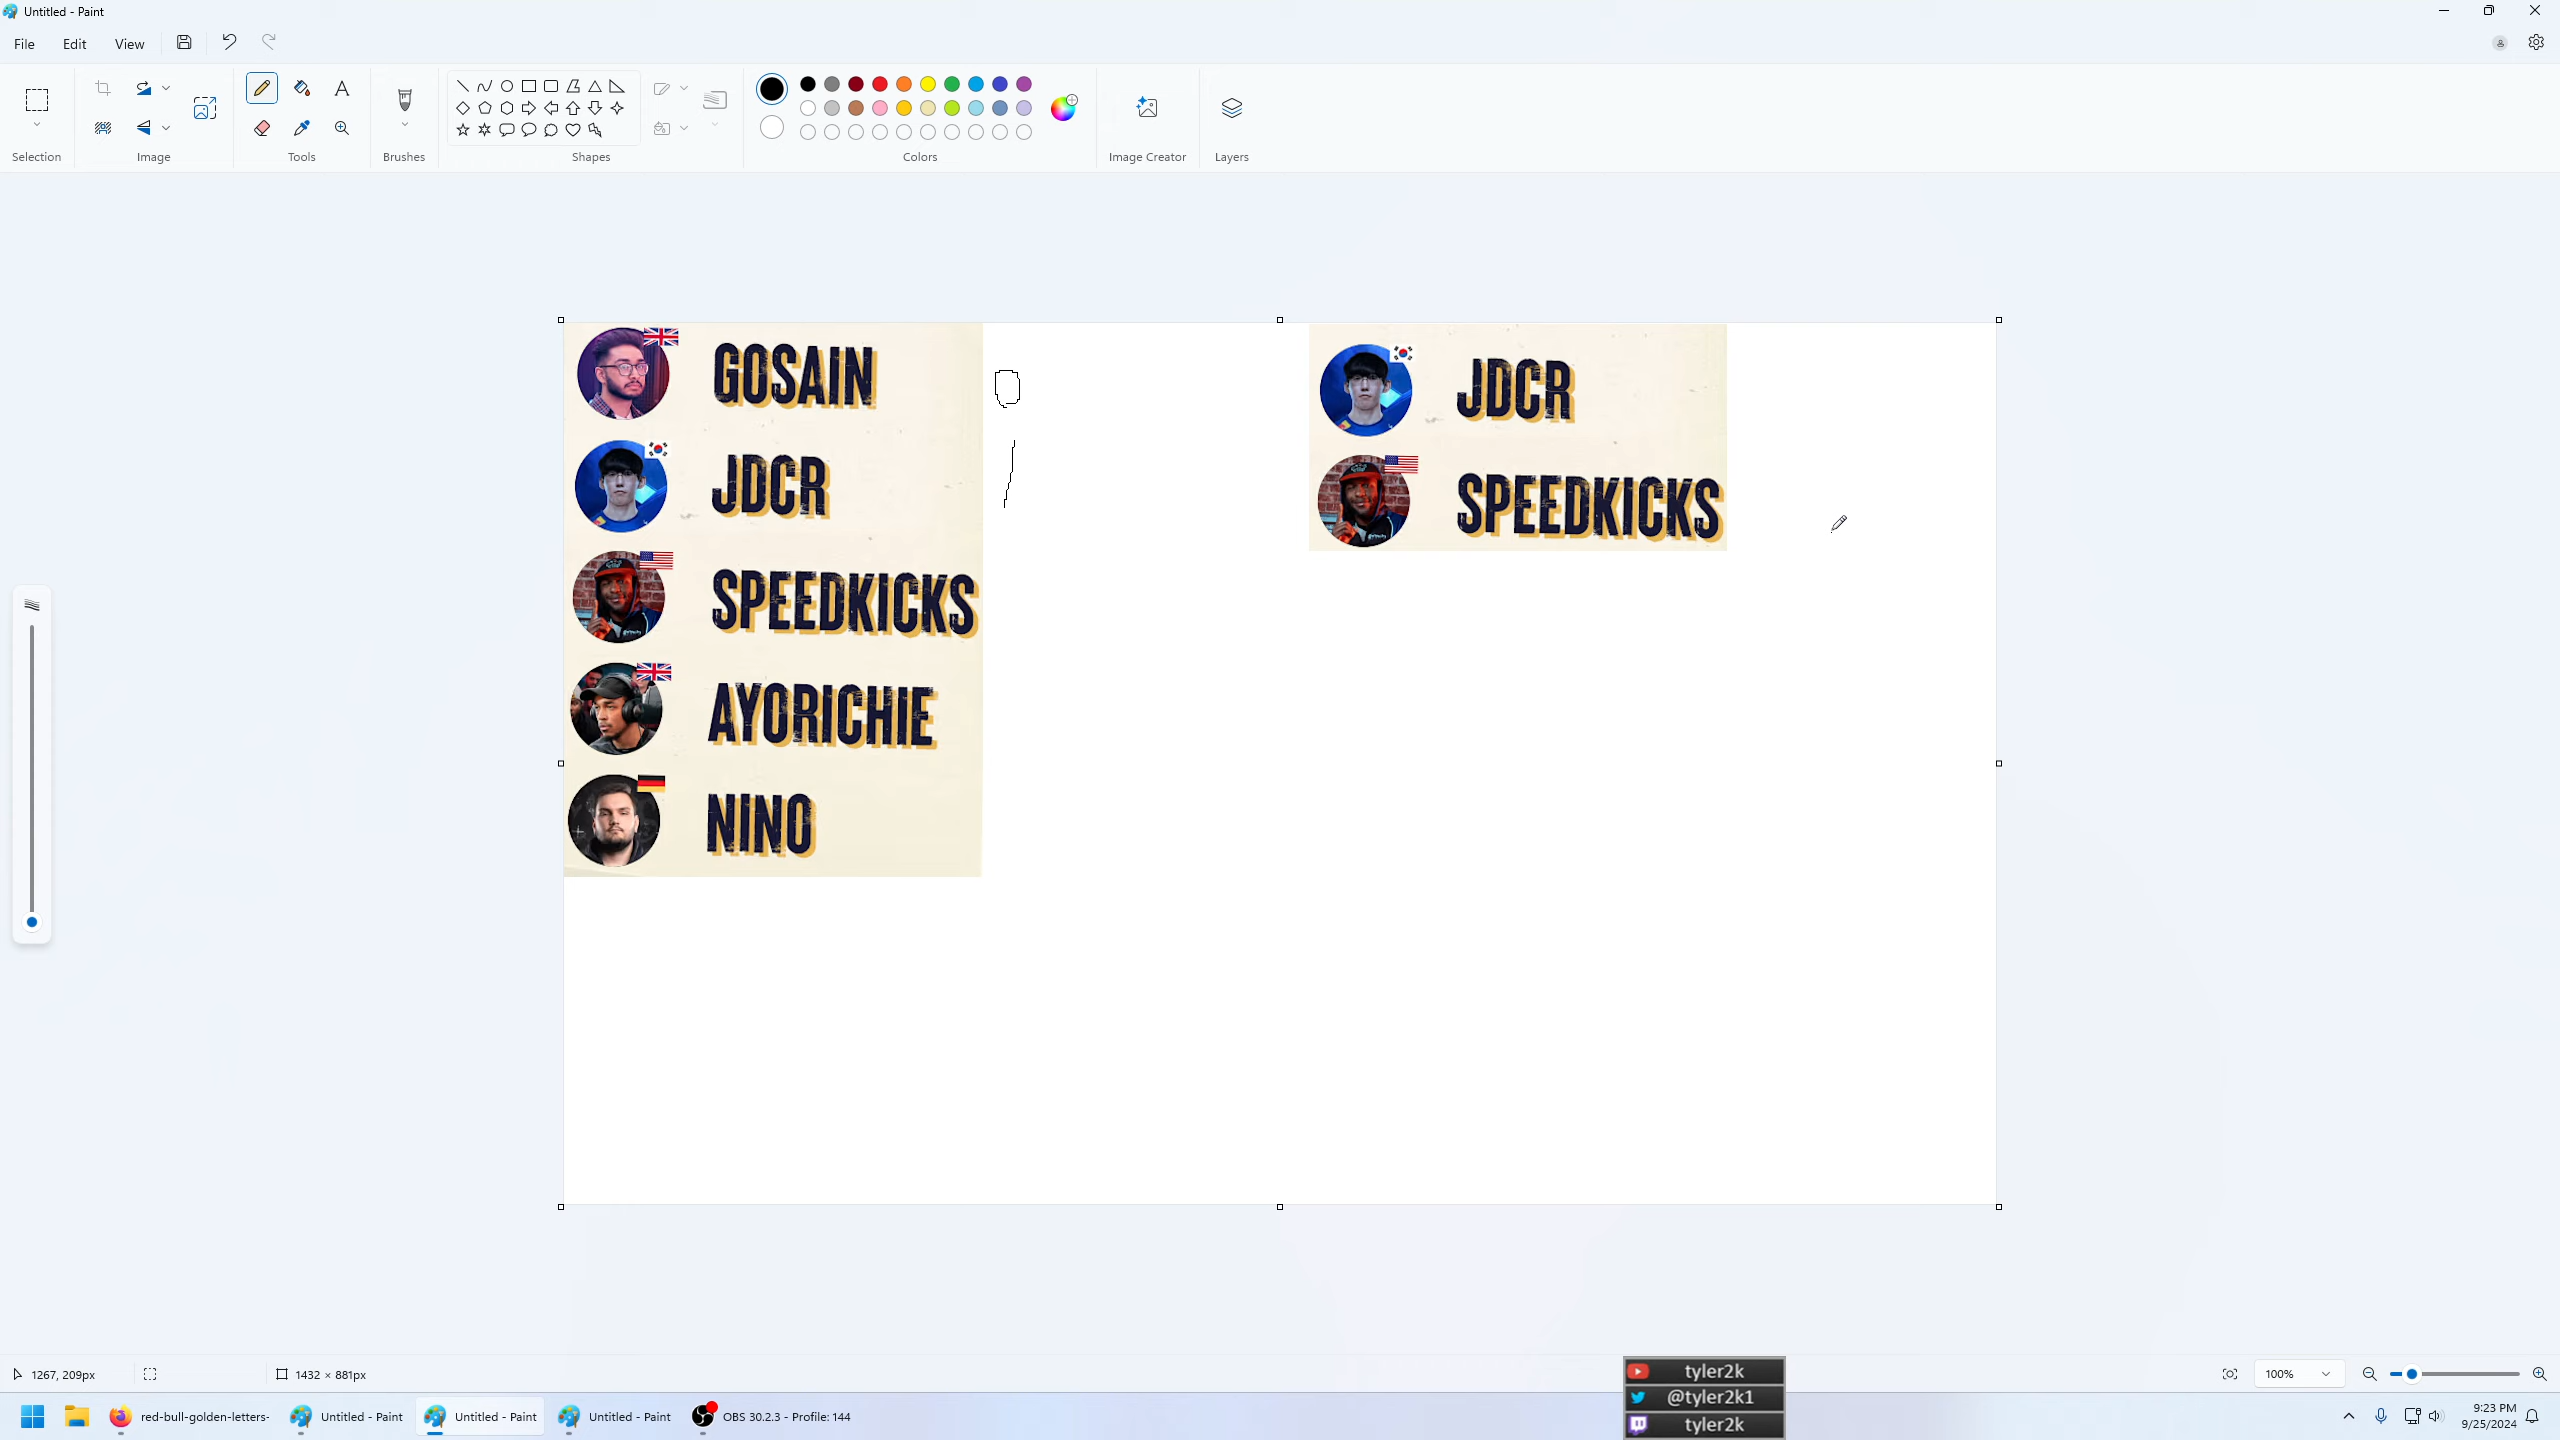 Untitled - Paint
File Edit View
Selection Image Tools Brushes Shapes Colors Image Creator Layers
GOSAIN
JDCR
SPEEDKICKS
AYORICHIE
NINO
0
/
JDCR
SPEEDKICKS
1267, 209px
1432 × 881px
100%
tyler2k
@tyler2k1
tyler2k
red-bull-golden-letters-
Untitled - Paint
Untitled - Paint
Untitled - Paint
OBS 30.2.3 - Profile: 144
9:23 PM
9/25/2024